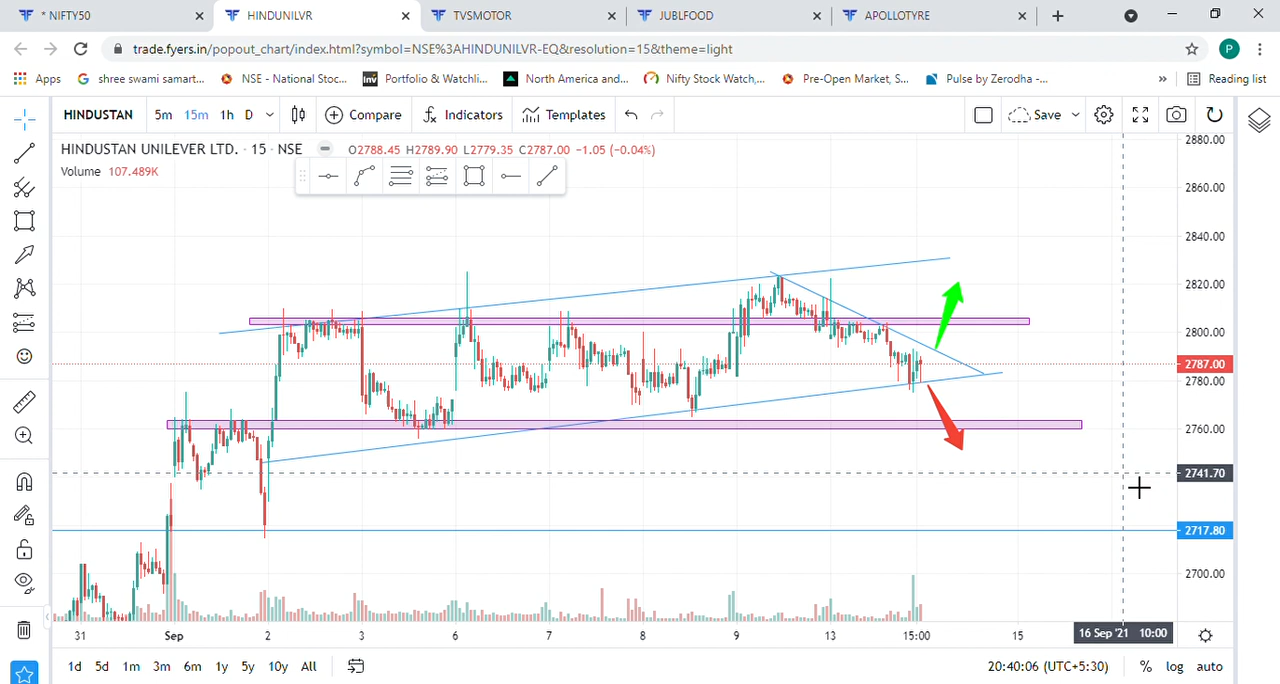 * NIFTY50
HINDUNILVR
TVSMOTOR
JUBLFOOD
APOLLOTYRE
trade.fyers.in/popout_chart/index.html?symbol=NSE%3AHINDUNILVR-EQ&resolution=15&theme=light
P
Apps
shree swami samart...
NSE - National Stoc...
Inv
Portfolio & Watchli...
North America and...
Nifty Stock Watch,...
Pre-Open Market, S...
Pulse by Zerodha -...
»
Reading list
HINDUSTAN
5m
15m
1h
D
Compare
Indicators
Templates
Save
HINDUSTAN UNILEVER LTD. · 15 · NSE
O2788.45 H2789.90 L2779.35 C2787.00 −1.05 (−0.04%)
Volume 107.489K
2880.00
2860.00
2840.00
2820.00
2800.00
2787.00
2780.00
2760.00
2741.70
2717.80
2700.00
31
Sep
2
3
6
7
8
9
13
15:00
15
16 Sep '21 10:00
1d
5d
1m
3m
6m
1y
5y
10y
All
20:40:06 (UTC+5:30)
%
log
auto